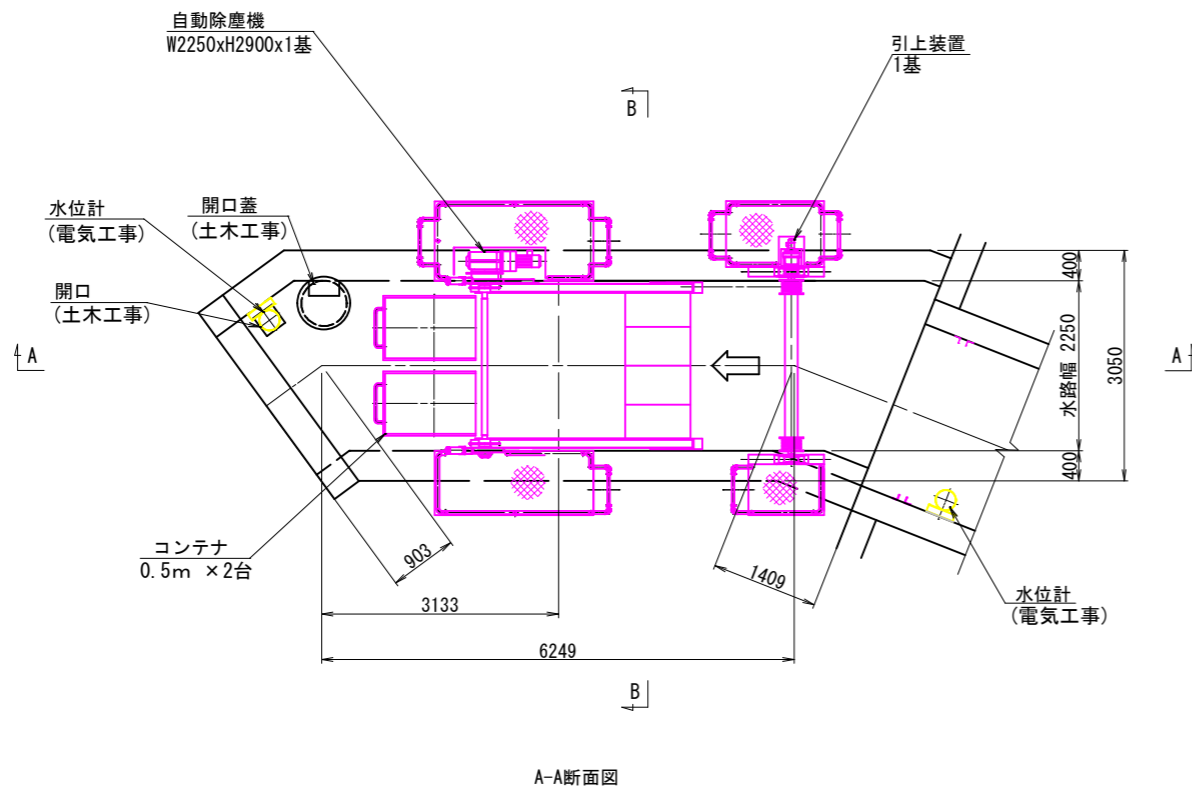 自動除塵機
W2250xH2900x1基
引上装置
1基
B
水位計
(電気工事)
開口蓋
(土木工事)
開口
(土木工事)
A
A
400
水路幅 2250
3050
400
コンテナ
0.5m ×2台
903
1409
3133
6249
水位計
(電気工事)
B
A-A断面図